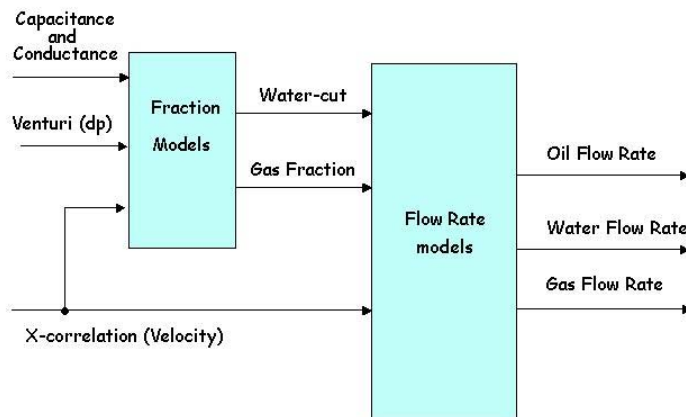 Capacitance
and
Conductance
Venturi (dp)
Fraction
Models
Water-cut
Gas Fraction
Flow Rate
models
Oil Flow Rate
Water Flow Rate
Gas Flow Rate
X-correlation (Velocity)